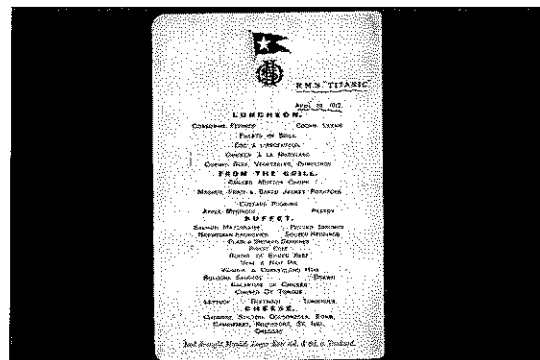 R.M.S. "TITANIC"
APRIL 14, 1912.
LUNCHEON.
CONSOMMÉ FERMIER COCKIE LEEKIE
FILLETS OF BRILL
EGG À L'ARGENTEUIL
CHICKEN À LA MARYLAND
CORNED BEEF, VEGETABLES, DUMPLINGS
FROM THE GRILL.
GRILLED MUTTON CHOPS
MASHED, FRIED & BAKED JACKET POTATOES
CUSTARD PUDDING
APPLE MERINGUE PASTRY
BUFFET.
SALMON MAYONNAISE POTTED SHRIMPS
NORWEGIAN ANCHOVIES SOUSED HERRINGS
PLAIN & SMOKED SARDINES
ROAST BEEF
ROUND OF SPICED BEEF
VEAL & HAM PIE
VIRGINIA & CUMBERLAND HAM
BOLOGNA SAUSAGE BRAWN
GALANTINE OF CHICKEN
CORNED OX TONGUE
LETTUCE BEETROOT TOMATOES
CHEESE.
CHESHIRE, STILTON, GORGONZOLA, EDAM,
CAMEMBERT, ROQUEFORT, ST. IVEL,
CHEDDAR
Iced draught Munich Lager Beer 3d. & 6d. a Tankard.